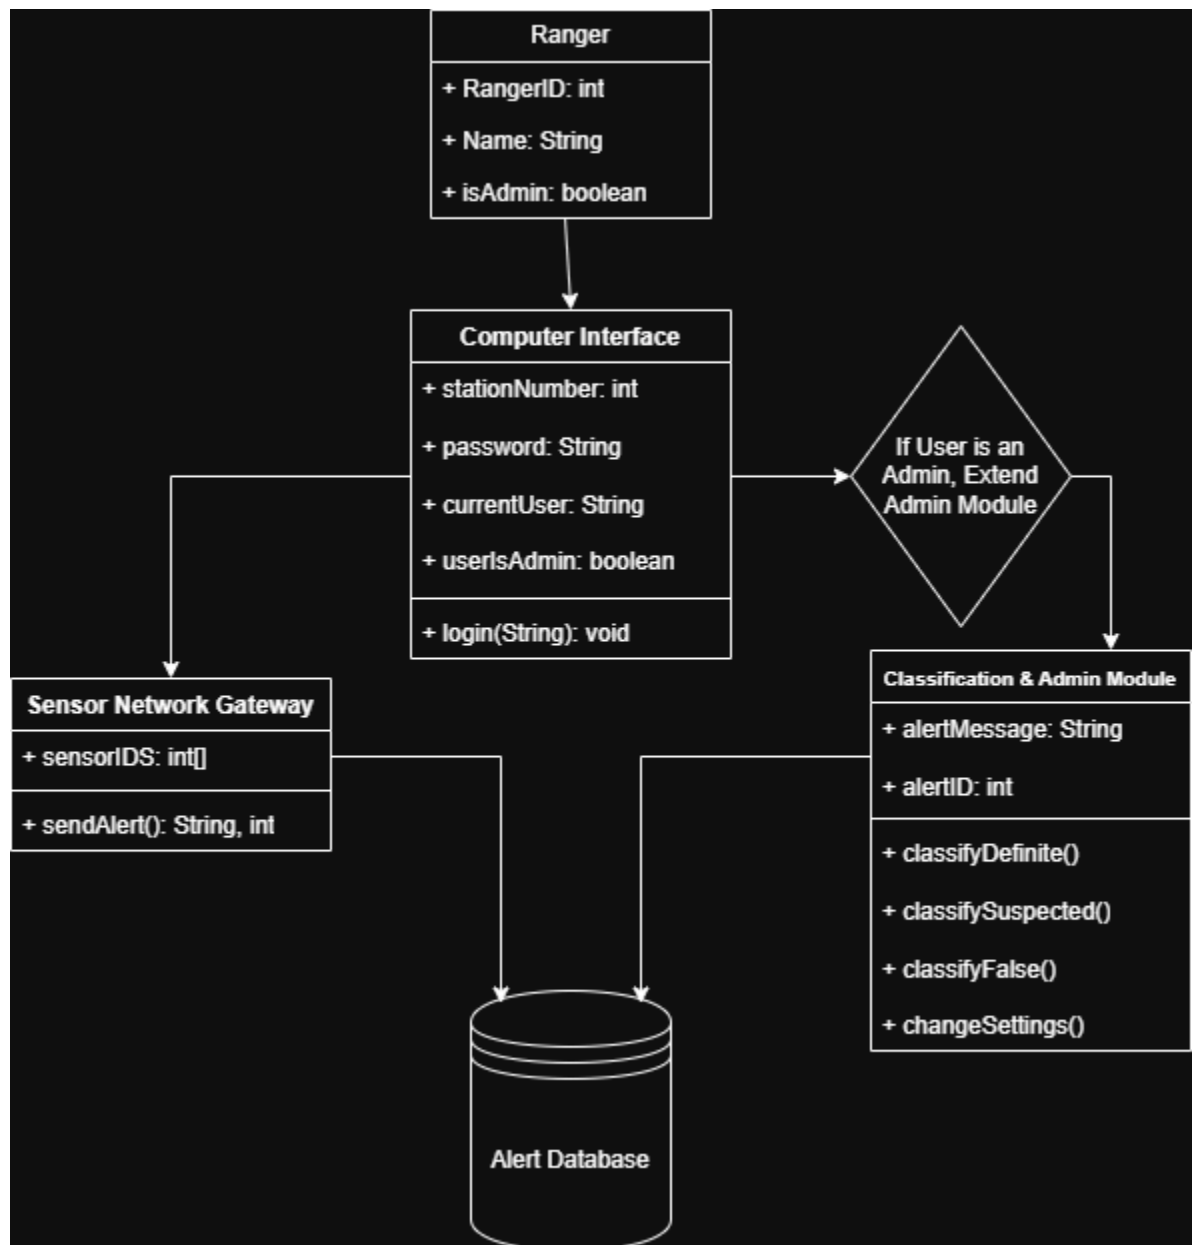 Ranger
+ RangerID: int
+ Name: String
+ isAdmin: boolean
Computer Interface
+ stationNumber: int
+ password: String
+ currentUser: String
+ userIsAdmin: boolean
+ login(String): void
If User is an
Admin, Extend
Admin Module
Sensor Network Gateway
+ sensorIDS: int[]
+ sendAlert(): String, int
Classification & Admin Module
+ alertMessage: String
+ alertID: int
+ classifyDefinite()
+ classifySuspected()
+ classifyFalse()
+ changeSettings()
Alert Database